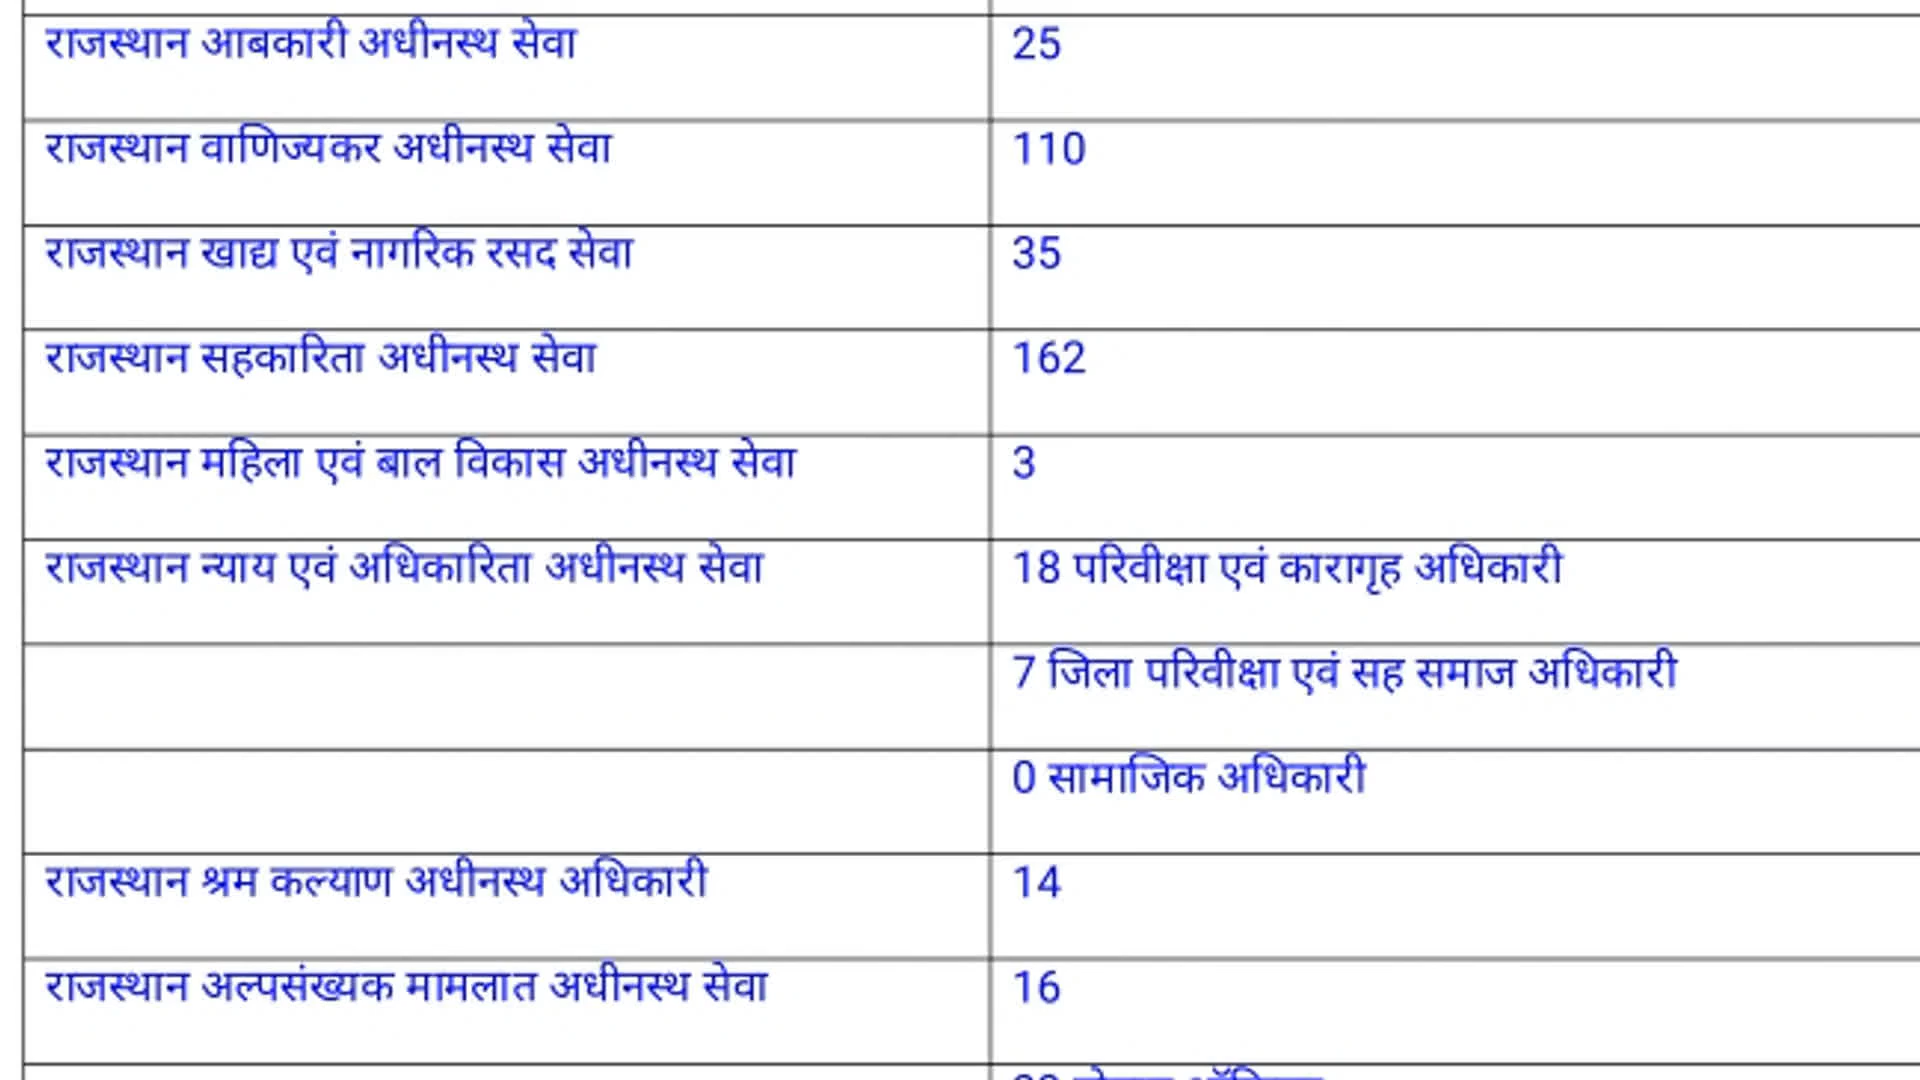 राजस्थान आबकारी अधीनस्थ सेवा 25
राजस्थान वाणिज्यकर अधीनस्थ सेवा 110
राजस्थान खाद्य एवं नागरिक रसद सेवा 35
राजस्थान सहकारिता अधीनस्थ सेवा 162
राजस्थान महिला एवं बाल विकास अधीनस्थ सेवा 3
राजस्थान न्याय एवं अधिकारिता अधीनस्थ सेवा 18 परिवीक्षा एवं कारागृह अधिकारी
7 जिला परिवीक्षा एवं सह समाज अधिकारी
0 सामाजिक अधिकारी
राजस्थान श्रम कल्याण अधीनस्थ अधिकारी 14
राजस्थान अल्पसंख्यक मामलात अधीनस्थ सेवा 16